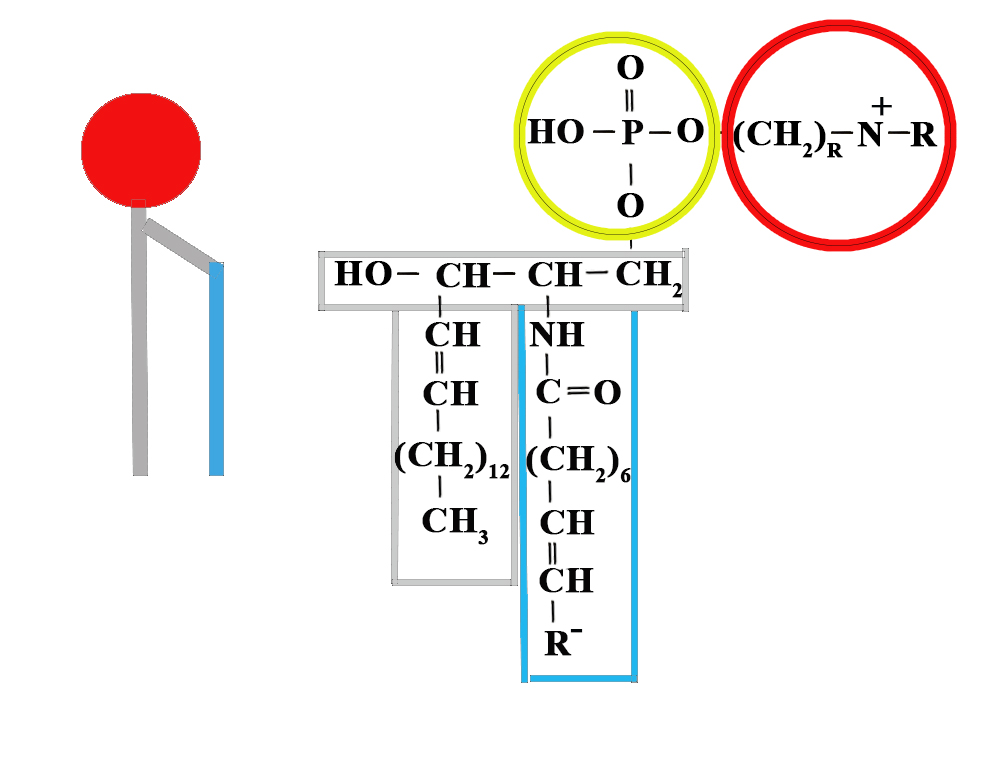 O
||
HO – P – O (CH₂)R – N⁺ – R
|
O
HO – CH – CH – CH₂
CH NH
|| |
CH C=O
(CH₂)₁₂ (CH₂)₆
CH₃ CH
||
CH
R⁻